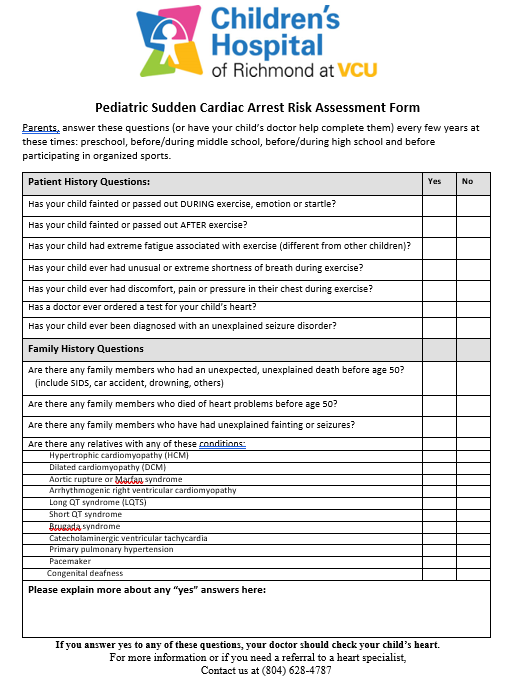 Children's
Hospital
of Richmond at VCU
Pediatric Sudden Cardiac Arrest Risk Assessment Form
Parents, answer these questions (or have your child's doctor help complete them) every few years at
these times: preschool, before/during middle school, before/during high school and before
participating in organized sports.
Patient History Questions: Yes No
Has your child fainted or passed out DURING exercise, emotion or startle?
Has your child fainted or passed out AFTER exercise?
Has your child had extreme fatigue associated with exercise (different from other children)?
Has your child ever had unusual or extreme shortness of breath during exercise?
Has your child ever had discomfort, pain or pressure in their chest during exercise?
Has a doctor ever ordered a test for your child's heart?
Has your child ever been diagnosed with an unexplained seizure disorder?
Family History Questions
Are there any family members who had an unexpected, unexplained death before age 50?
(include SIDS, car accident, drowning, others)
Are there any family members who died of heart problems before age 50?
Are there any family members who have had unexplained fainting or seizures?
Are there any relatives with any of these conditions:
Hypertrophic cardiomyopathy (HCM)
Dilated cardiomyopathy (DCM)
Aortic rupture or Marfan syndrome
Arrhythmogenic right ventricular cardiomyopathy
Long QT syndrome (LQTS)
Short QT syndrome
Brugada syndrome
Catecholaminergic ventricular tachycardia
Primary pulmonary hypertension
Pacemaker
Congenital deafness
Please explain more about any “yes” answers here:
If you answer yes to any of these questions, your doctor should check your child's heart.
For more information or if you need a referral to a heart specialist,
Contact us at (804) 628-4787